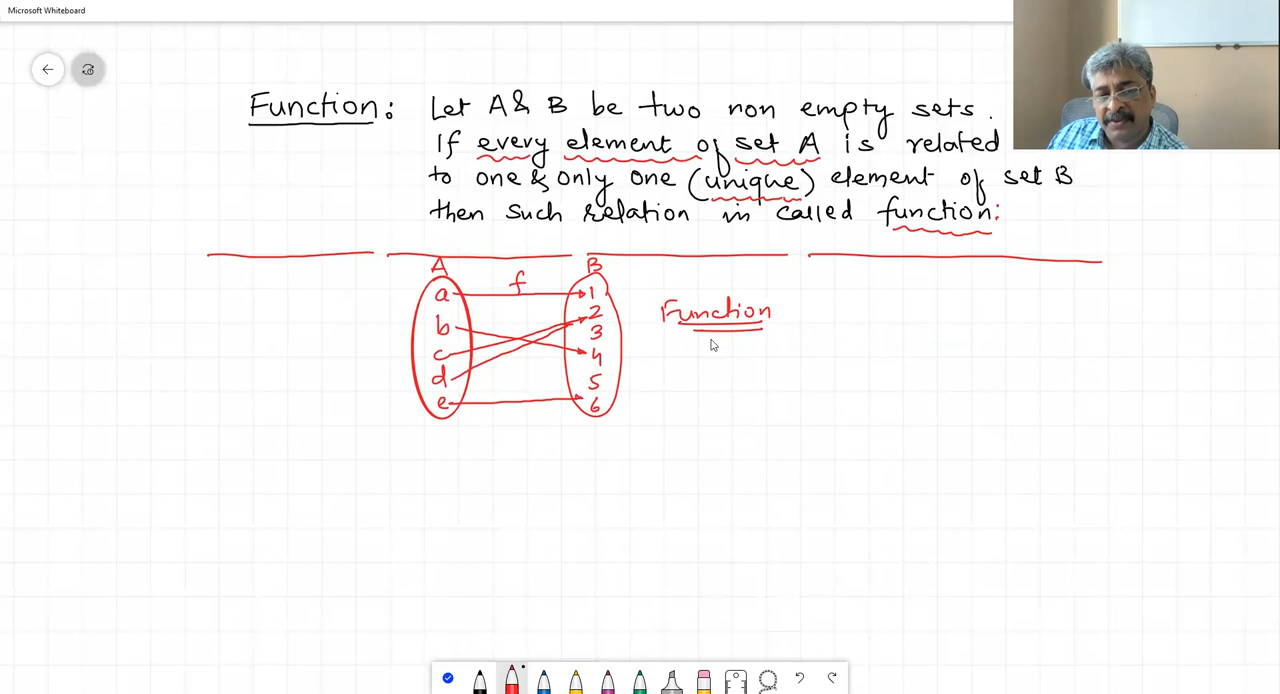 Microsoft Whiteboard
Function: Let A & B be two non empty sets.
If every element of set A is related
to one & only one (unique) element of set B
then such relation in called function:
A B
f
a 1
b 2
c 3
d 4
e 5
6
Function